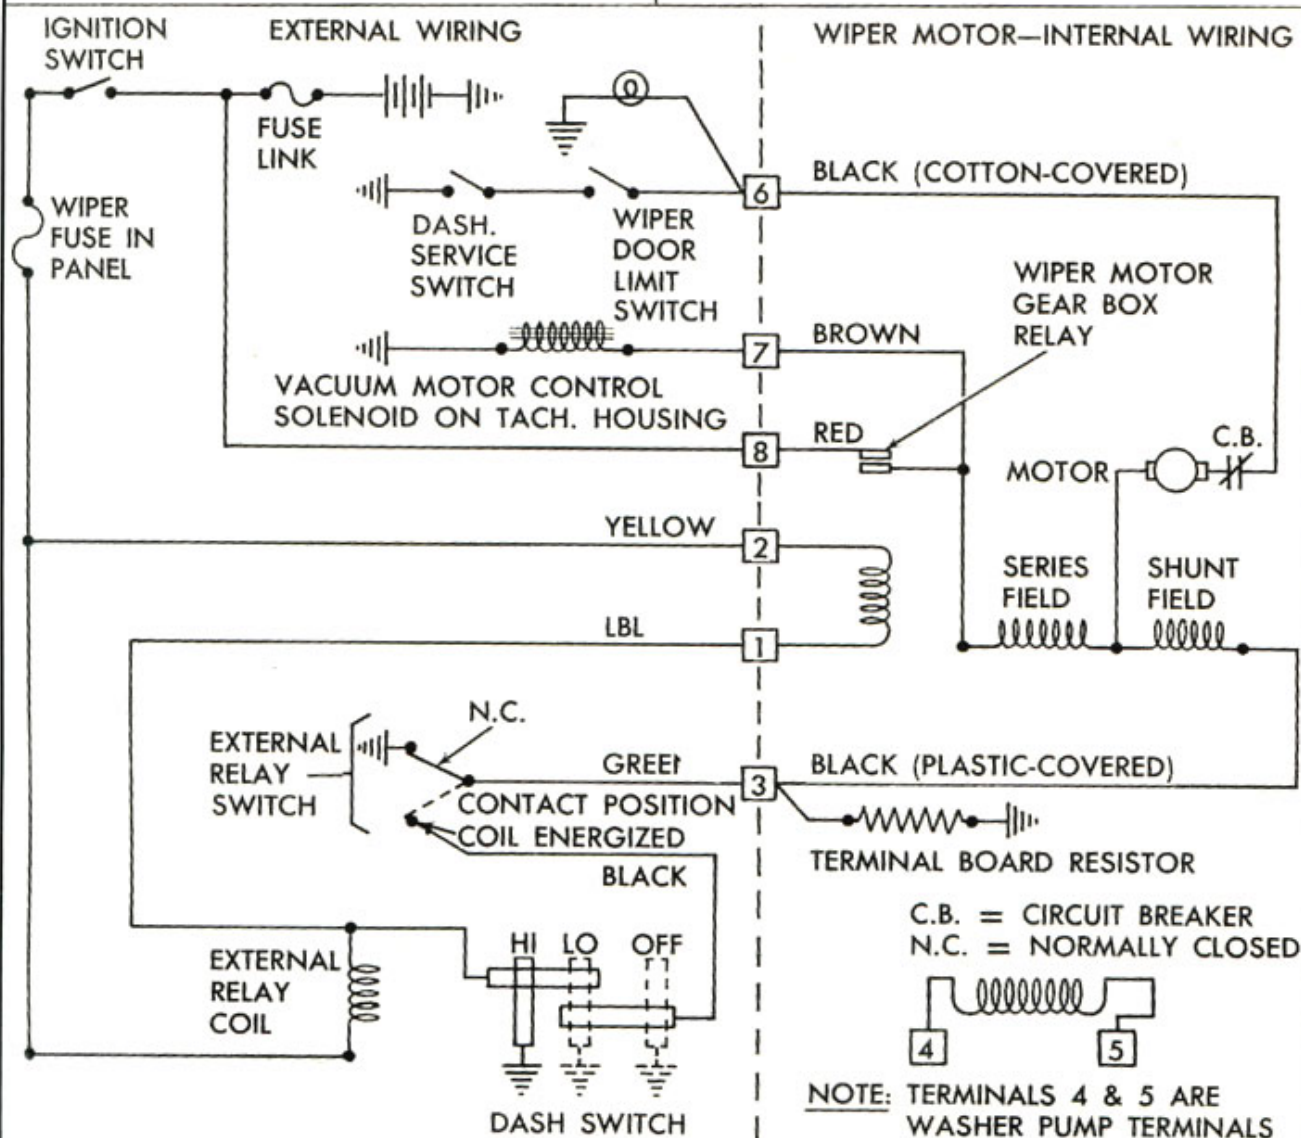 IGNITION
SWITCH
EXTERNAL WIRING
WIPER MOTOR—INTERNAL WIRING
FUSE
LINK
WIPER
FUSE IN
PANEL
6
BLACK (COTTON-COVERED)
DASH.
SERVICE
SWITCH
WIPER
DOOR
LIMIT
SWITCH
WIPER MOTOR
GEAR BOX
RELAY
7
BROWN
VACUUM MOTOR CONTROL
SOLENOID ON TACH. HOUSING
8
RED
C.B.
MOTOR
YELLOW
2
SERIES
FIELD
SHUNT
FIELD
LBL
1
N.C.
EXTERNAL
RELAY
SWITCH
GREEN
3
BLACK (PLASTIC-COVERED)
CONTACT POSITION
COIL ENERGIZED
BLACK
TERMINAL BOARD RESISTOR
C.B. = CIRCUIT BREAKER
N.C. = NORMALLY CLOSED
HI LO OFF
EXTERNAL
RELAY
COIL
4
5
DASH SWITCH
NOTE: TERMINALS 4 & 5 ARE
WASHER PUMP TERMINALS